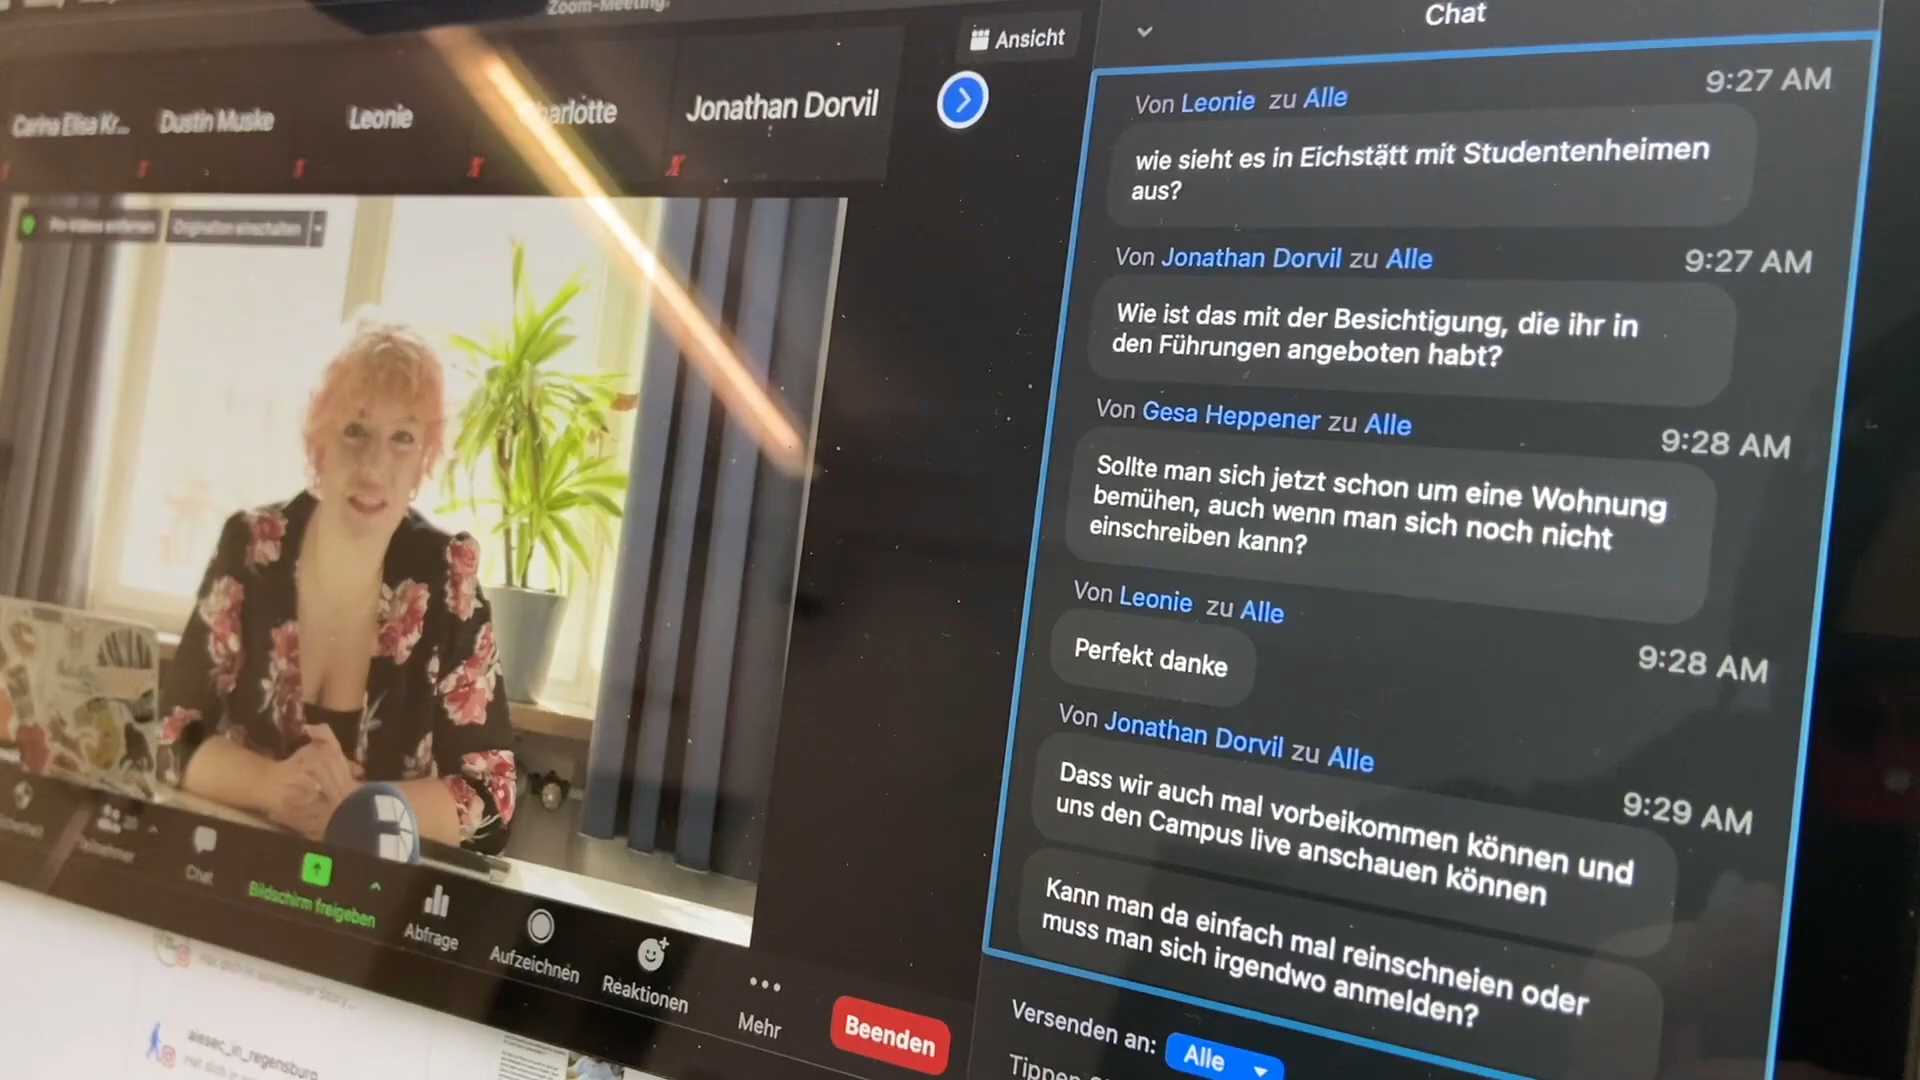 Zoom-Meeting
Ansicht
Carina Elisa Kr...
Dustin Muske
Leonie
Charlotte
Jonathan Dorvil
Chat
Von Leonie zu Alle
9:27 AM
wie sieht es in Eichstätt mit Studentenheimen
aus?
Von Jonathan Dorvil zu Alle
9:27 AM
Wie ist das mit der Besichtigung, die ihr in
den Führungen angeboten habt?
Von Gesa Heppener zu Alle
9:28 AM
Sollte man sich jetzt schon um eine Wohnung
bemühen, auch wenn man sich noch nicht
einschreiben kann?
Von Leonie zu Alle
9:28 AM
Perfekt danke
Von Jonathan Dorvil zu Alle
9:29 AM
Dass wir auch mal vorbeikommen können und
uns den Campus live anschauen können
Kann man da einfach mal reinschneien oder
muss man sich irgendwo anmelden?
Versenden an: Alle
Tippen
Originalton einschalten
Teilnehmer
Chat
Bildschirm freigeben
Abfrage
Aufzeichnen
Reaktionen
Mehr
Beenden
aiesec_in_regensburg